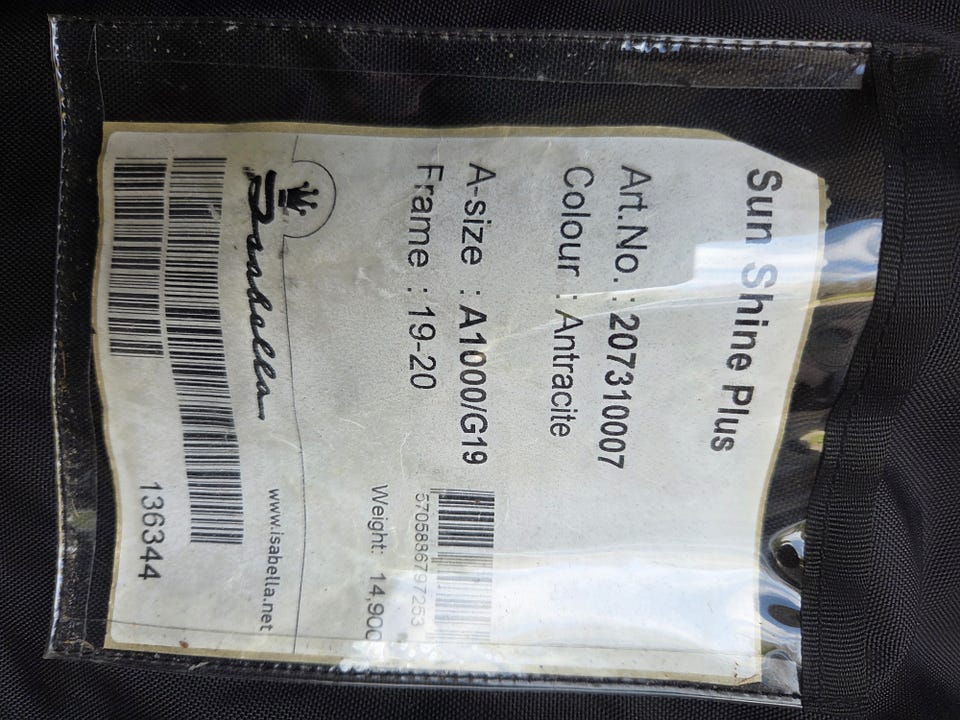 Sun Shine Plus
Art.No. : 207310007
Colour : Antracite
A-size : A1000/G19
Frame : 19-20
5705886797253
Weight: 14,900
Isabella
www.isabella.net
136344